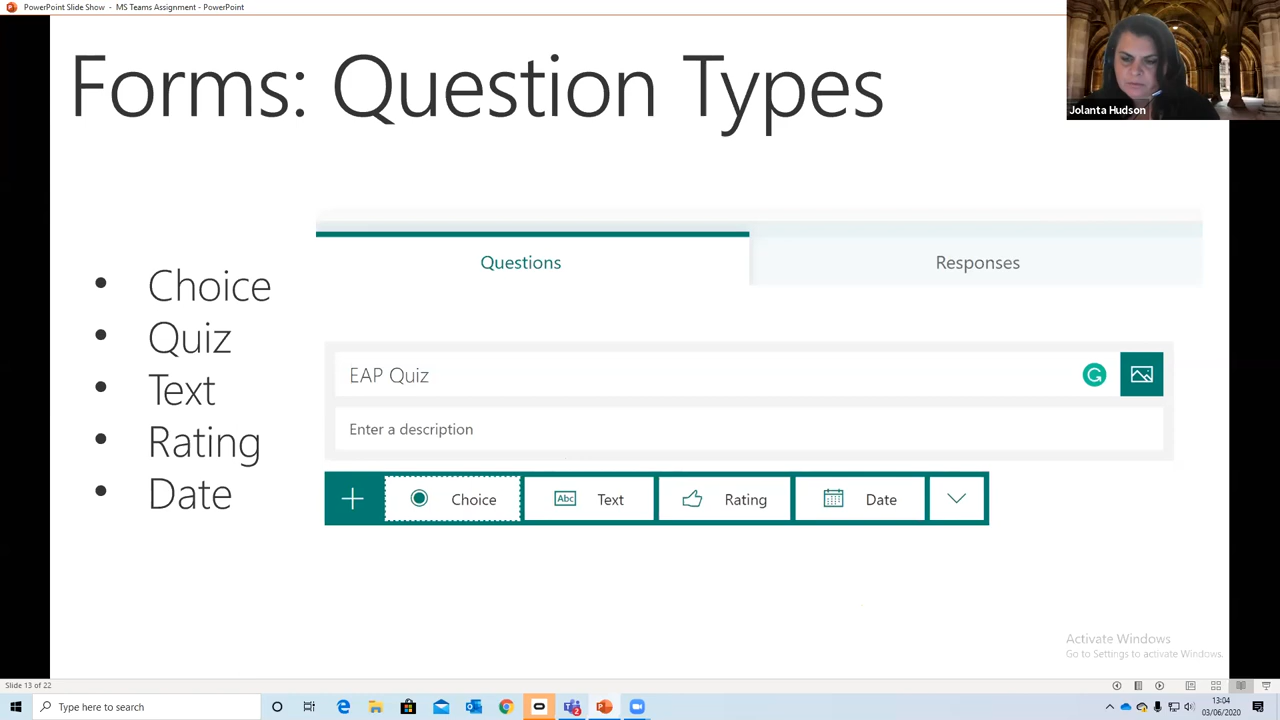 PowerPoint Slide Show - MS Teams Assignment - PowerPoint
Forms: Question Types
Jolanta Hudson
Questions
Responses
• Choice
• Quiz
• Text
• Rating
• Date
EAP Quiz
Enter a description
Choice
Abc Text
Rating
Date
Activate Windows
Go to Settings to activate Windows.
Slide 13 of 22
Type here to search
2
13:04
03/06/2020